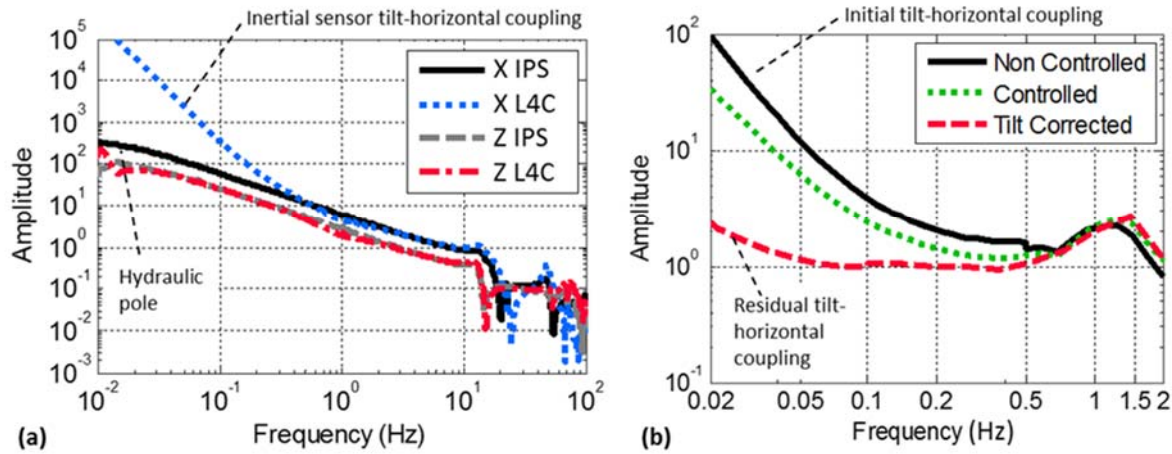 Inertial sensor tilt-horizontal coupling
10^5
10^4
10^3
10^2
10^1
10^0
10^-1
10^-2
10^-3
Amplitude
X IPS
X L4C
Z IPS
Z L4C
Hydraulic
pole
10^-2
10^-1
10^0
10^1
10^2
(a)
Frequency (Hz)
Initial tilt-horizontal coupling
10^2
10^1
10^0
10^-1
Amplitude
Non Controlled
Controlled
Tilt Corrected
Residual tilt-
horizontal
coupling
0.02
0.05
0.1
0.2
0.5
1
1.5
2
(b)
Frequency (Hz)